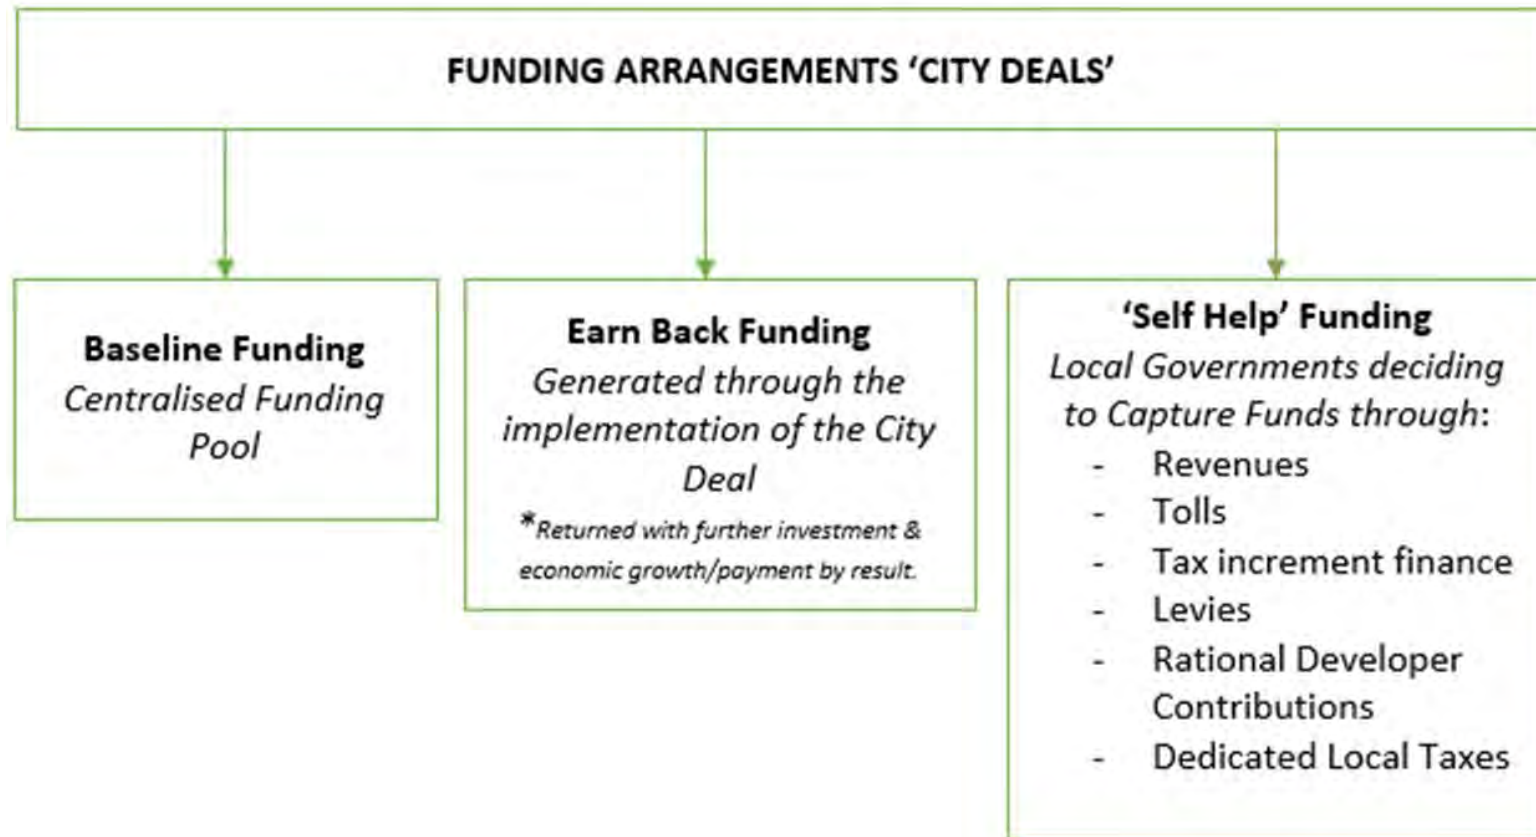 FUNDING ARRANGEMENTS ‘CITY DEALS’
Baseline Funding
Centralised Funding
Pool
Earn Back Funding
Generated through the
implementation of the City
Deal
*Returned with further investment &
economic growth/payment by result.
‘Self Help’ Funding
Local Governments deciding
to Capture Funds through:
- Revenues
- Tolls
- Tax increment finance
- Levies
- Rational Developer
Contributions
- Dedicated Local Taxes